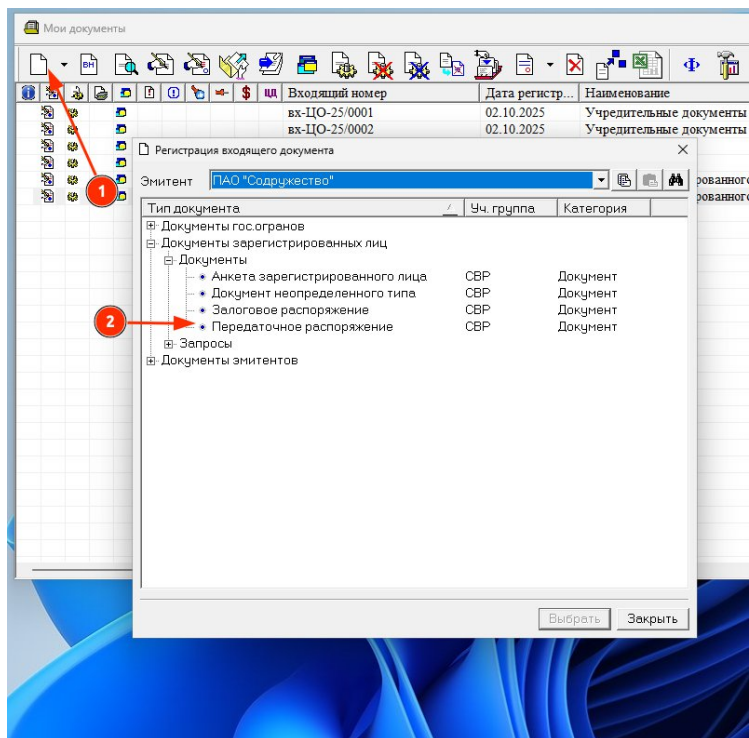 Мои документы
вн
$
Входящий номер Дата регистр... Наименование
вх-ЦО-25/0001 02.10.2025 Учредительные документы
вх-ЦО-25/0002 02.10.2025 Учредительные документы
Регистрация входящего документа
1
Эмитент ПАО "Содружество"
Тип документа Уч. группа Категория
Документы гос.огранов
Документы зарегистрированных лиц
Документы
Анкета зарегистрированного лица СВР Документ
Документ неопределенного типа СВР Документ
Залоговое распоряжение СВР Документ
2
Передаточное распоряжение СВР Документ
Запросы
Документы эмитентов
Выбрать Закрыть